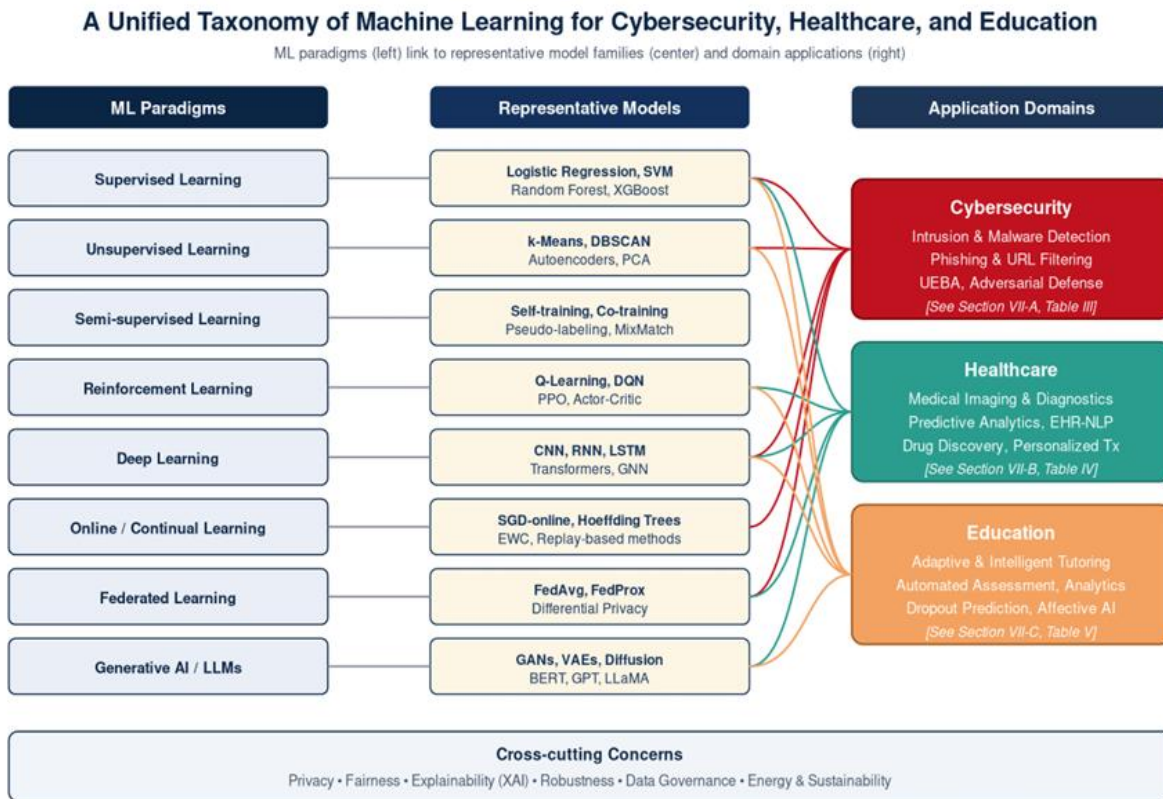 A Unified Taxonomy of Machine Learning for Cybersecurity, Healthcare, and Education
ML paradigms (left) link to representative model families (center) and domain applications (right)
ML Paradigms
Supervised Learning
Unsupervised Learning
Semi-supervised Learning
Reinforcement Learning
Deep Learning
Online / Continual Learning
Federated Learning
Generative AI / LLMs
Representative Models
Logistic Regression, SVM
Random Forest, XGBoost
k-Means, DBSCAN
Autoencoders, PCA
Self-training, Co-training
Pseudo-labeling, MixMatch
Q-Learning, DQN
PPO, Actor-Critic
CNN, RNN, LSTM
Transformers, GNN
SGD-online, Hoeffding Trees
EWC, Replay-based methods
FedAvg, FedProx
Differential Privacy
GANs, VAEs, Diffusion
BERT, GPT, LLaMA
Application Domains
Cybersecurity
Intrusion & Malware Detection
Phishing & URL Filtering
UEBA, Adversarial Defense
[See Section VII-A, Table III]
Healthcare
Medical Imaging & Diagnostics
Predictive Analytics, EHR-NLP
Drug Discovery, Personalized Tx
[See Section VII-B, Table IV]
Education
Adaptive & Intelligent Tutoring
Automated Assessment, Analytics
Dropout Prediction, Affective AI
[See Section VII-C, Table V]
Cross-cutting Concerns
Privacy • Fairness • Explainability (XAI) • Robustness • Data Governance • Energy & Sustainability